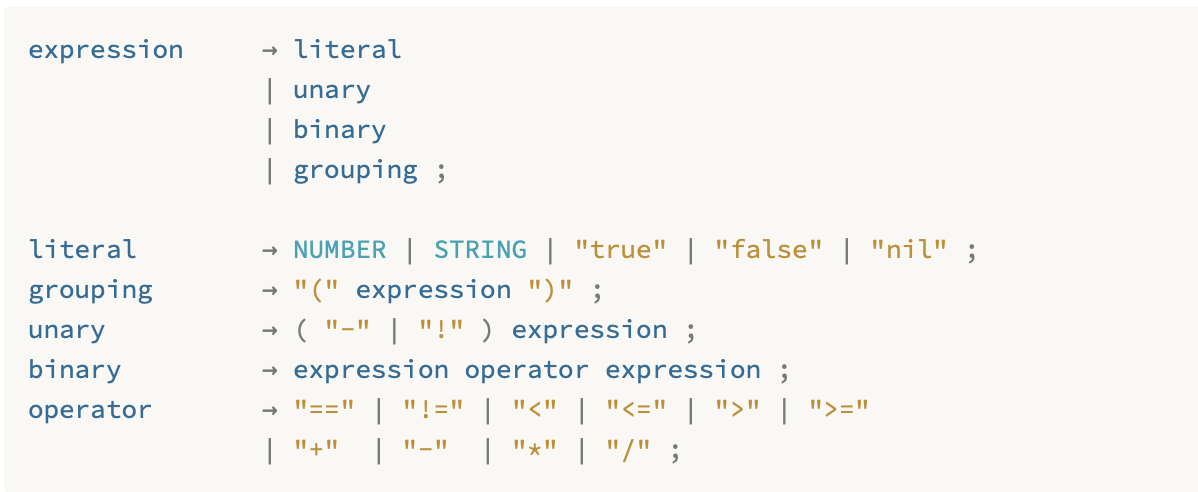 expression → literal
| unary
| binary
| grouping ;
literal → NUMBER | STRING | "true" | "false" | "nil" ;
grouping → "(" expression ")" ;
unary → ( "-" | "!" ) expression ;
binary → expression operator expression ;
operator → "==" | "!=" | "<" | "<=" | ">" | ">="
| "+" | "-" | "*" | "/" ;